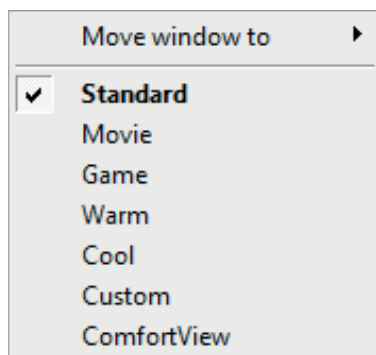 Move window to
Standard
Movie
Game
Warm
Cool
Custom
ComfortView